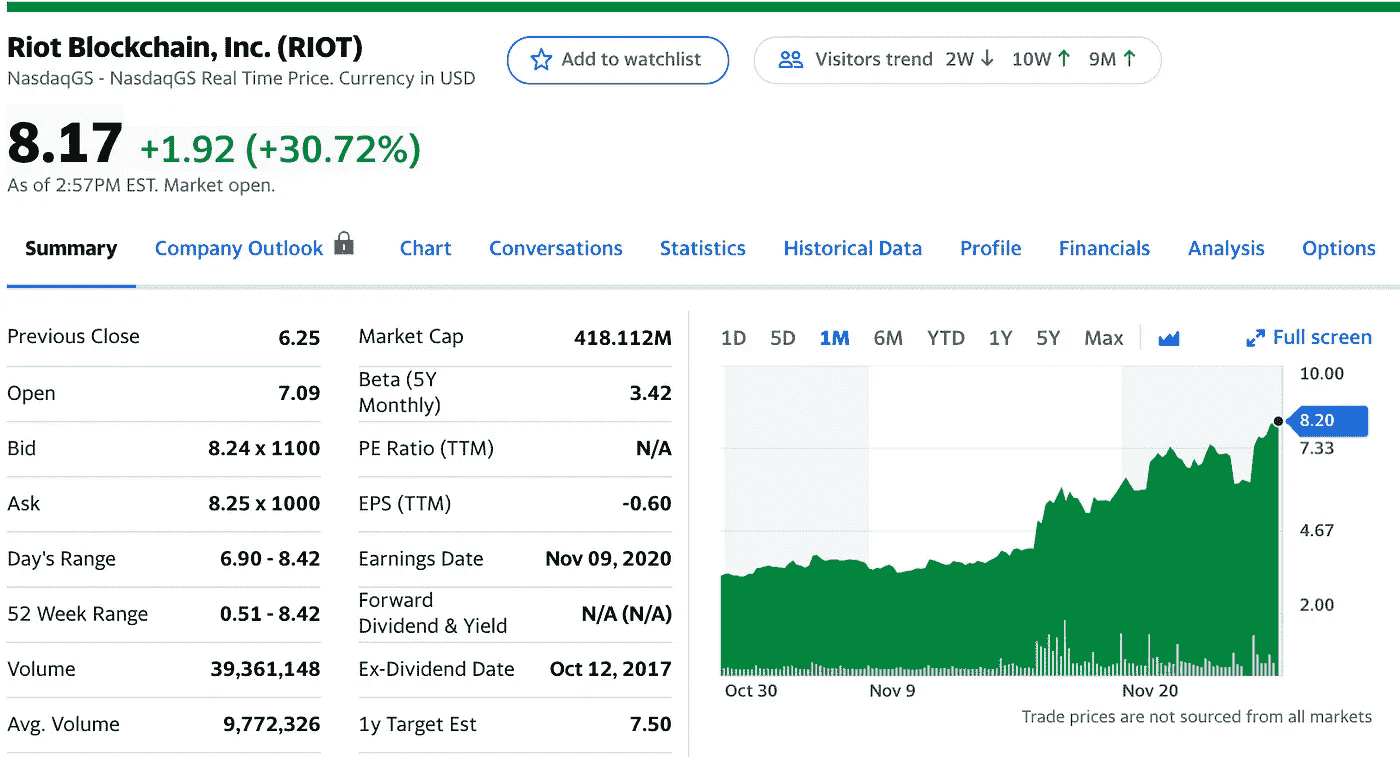 Riot Blockchain, Inc. (RIOT)
NasdaqGS - NasdaqGS Real Time Price. Currency in USD
Add to watchlist
Visitors trend 2W ↓ 10W ↑ 9M ↑
8.17 +1.92 (+30.72%)
As of 2:57PM EST. Market open.
Summary Company Outlook Chart Conversations Statistics Historical Data Profile Financials Analysis Options
Previous Close 6.25
Open 7.09
Bid 8.24 x 1100
Ask 8.25 x 1000
Day's Range 6.90 - 8.42
52 Week Range 0.51 - 8.42
Volume 39,361,148
Avg. Volume 9,772,326
Market Cap 418.112M
Beta (5Y
Monthly) 3.42
PE Ratio (TTM) N/A
EPS (TTM) -0.60
Earnings Date Nov 09, 2020
Forward
Dividend & Yield N/A (N/A)
Ex-Dividend Date Oct 12, 2017
1y Target Est 7.50
1D 5D 1M 6M YTD 1Y 5Y Max Full screen
10.00
8.20
7.33
4.67
2.00
Oct 30 Nov 9 Nov 20
Trade prices are not sourced from all markets